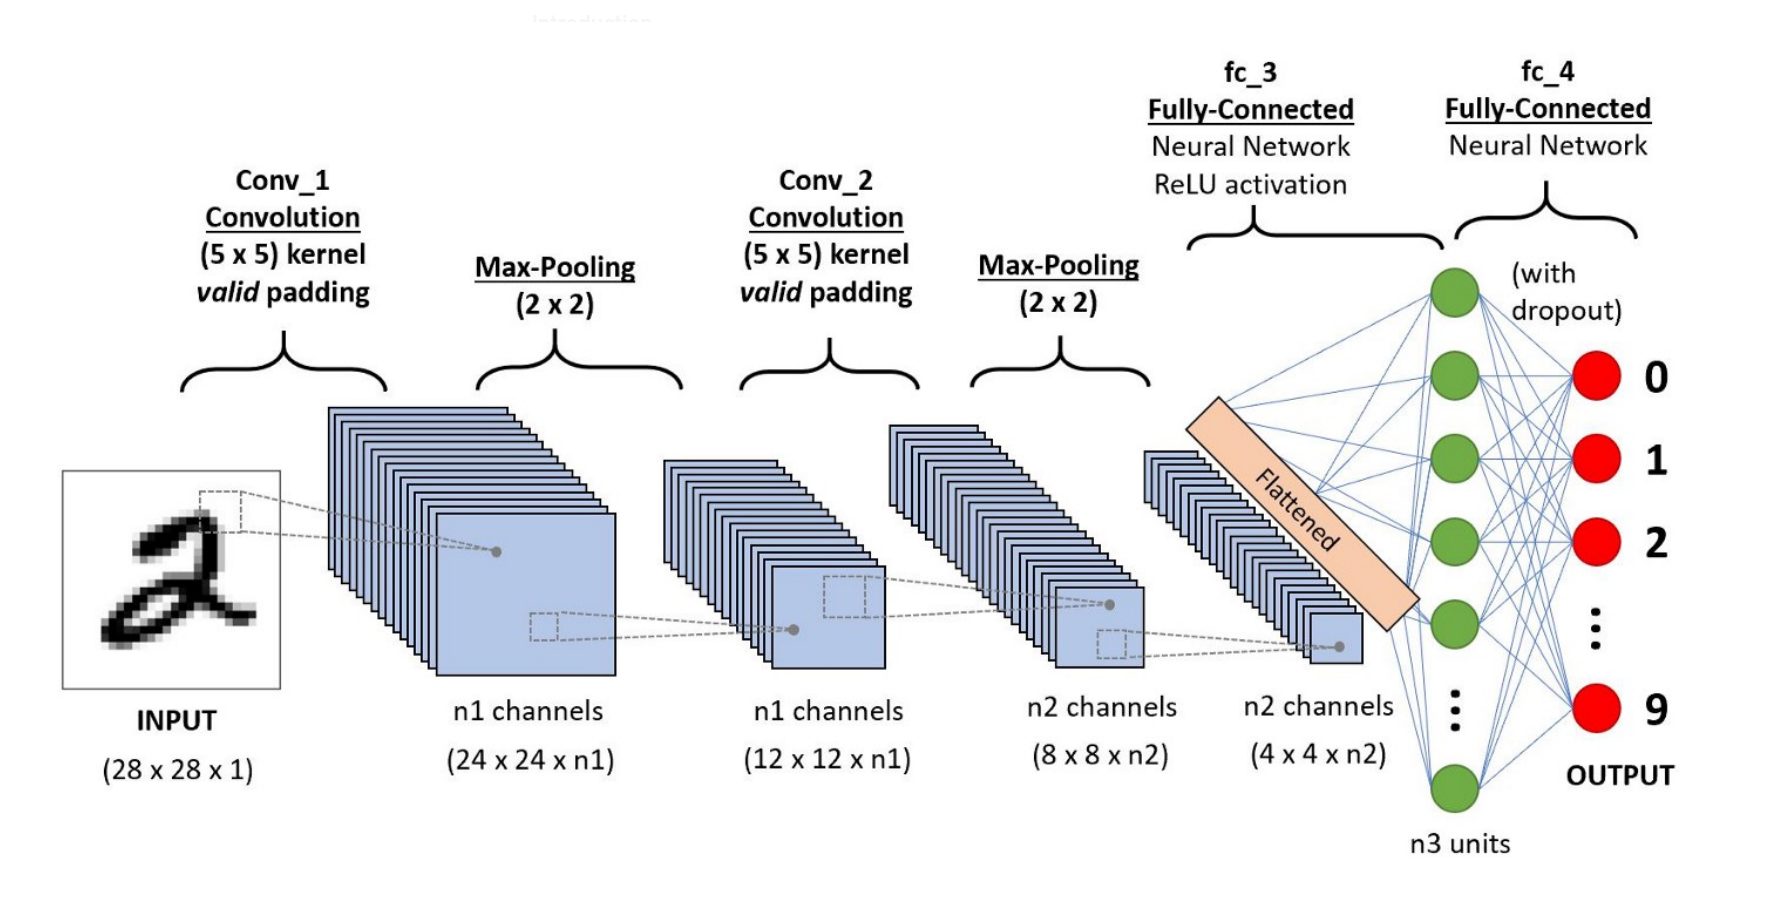 Conv_1
Convolution
(5 x 5) kernel
valid padding
Max-Pooling
(2 x 2)
Conv_2
Convolution
(5 x 5) kernel
valid padding
Max-Pooling
(2 x 2)
fc_3
Fully-Connected
Neural Network
ReLU activation
fc_4
Fully-Connected
Neural Network
(with
dropout)
Flattened
0
1
2
9
OUTPUT
INPUT
(28 x 28 x 1)
n1 channels
(24 x 24 x n1)
n1 channels
(12 x 12 x n1)
n2 channels
(8 x 8 x n2)
n2 channels
(4 x 4 x n2)
n3 units
2